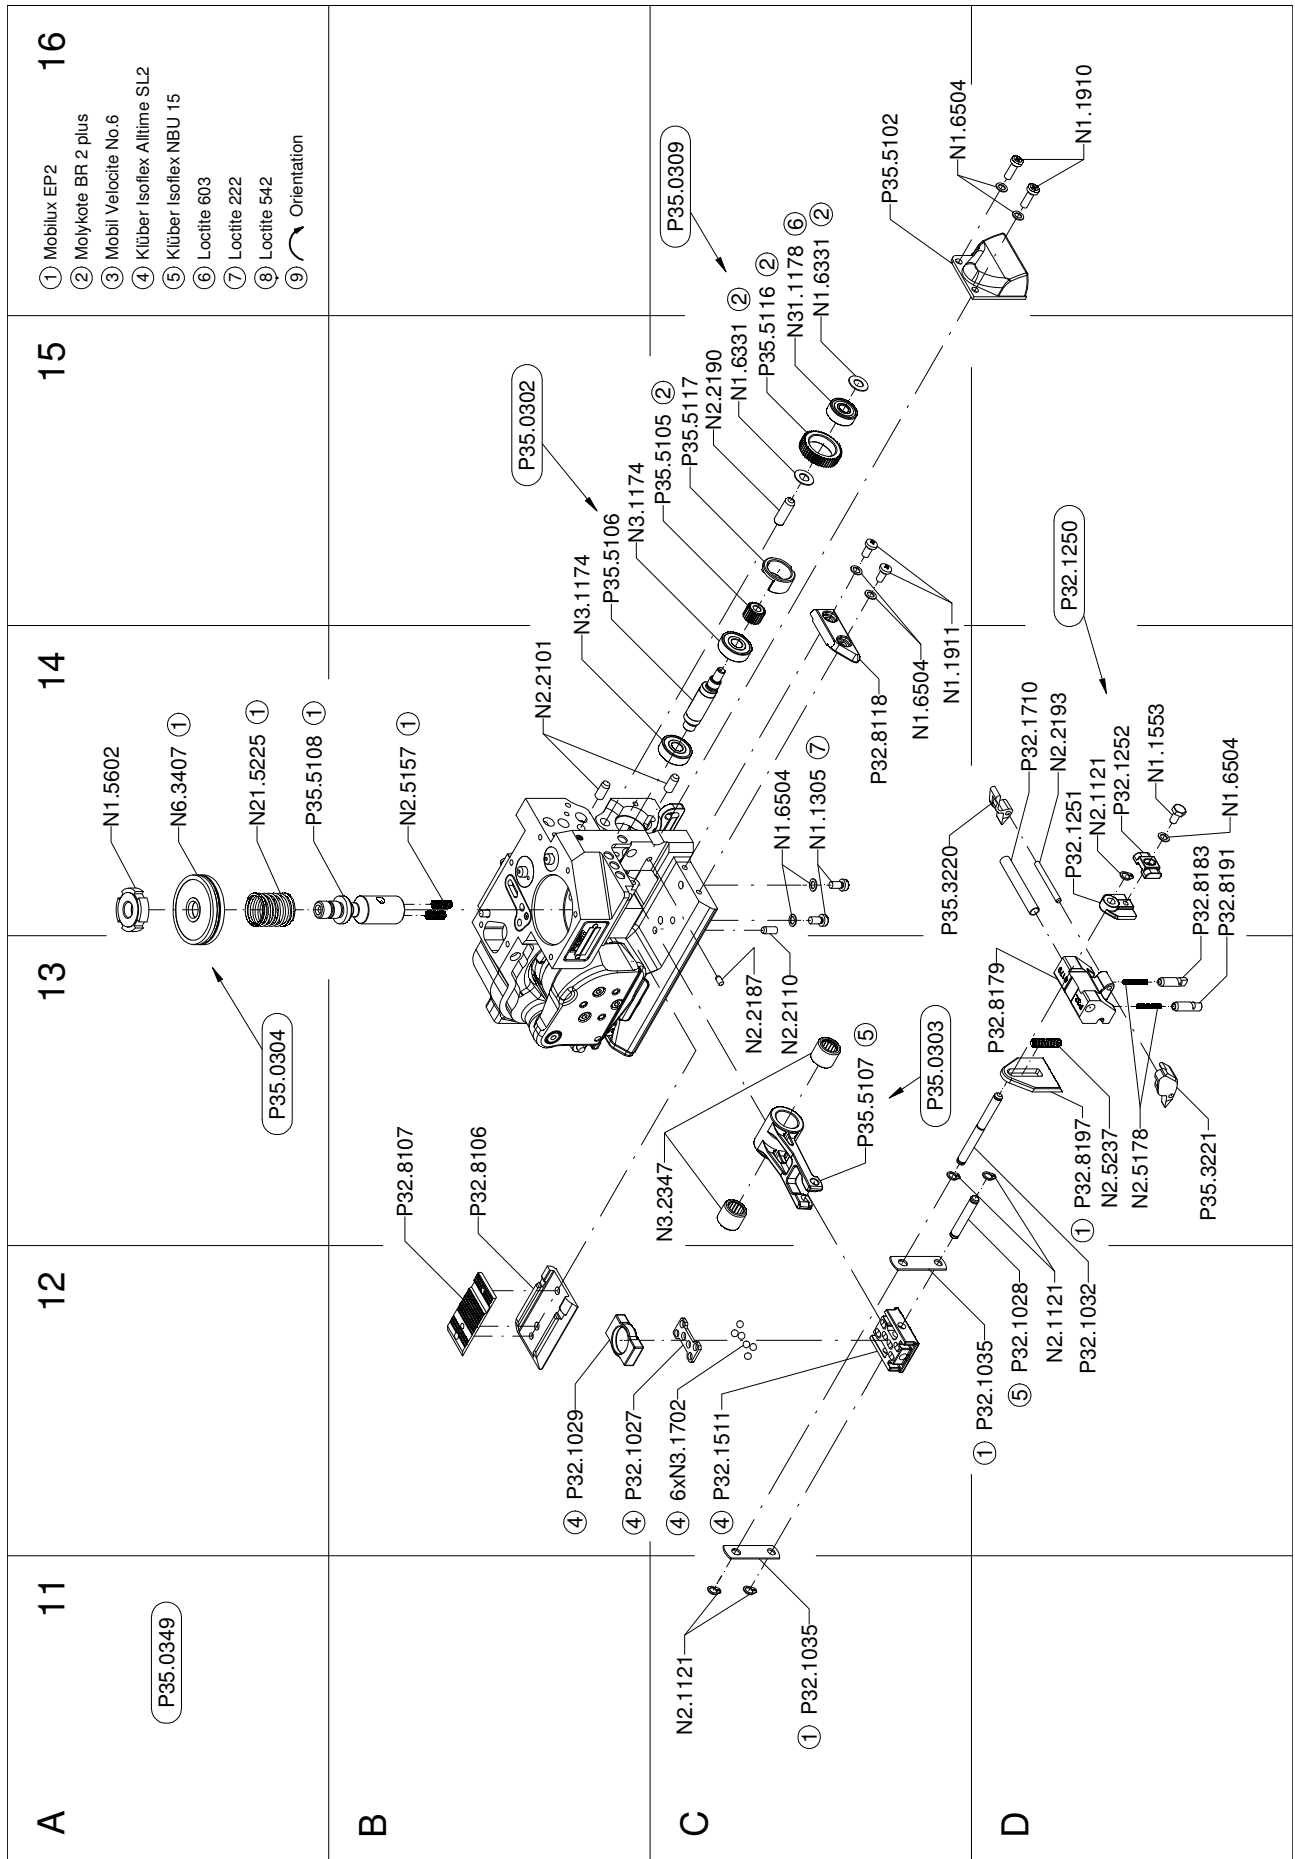 A
B
C
D
11
12
13
14
15
16
① Mobilux EP2
② Molykote BR 2 plus
③ Mobil Velocite No.6
④ Klüber Isoflex Alltime SL2
⑤ Klüber Isoflex NBU 15
⑥ Loctite 603
⑦ Loctite 222
⑧ Loctite 542
⑨ Orientation
P35.0349
P35.0304
N1.5602
N6.3407 ①
N21.5225 ①
P35.5108 ①
N2.5157 ①
P32.8107
P32.8106
N2.2101
N3.1174
P35.5106
N3.1174
P35.0302
P35.5105 ②
P35.5117
N2.2190
N1.6331 ②
P35.5116 ②
N31.1178 ⑥
N1.6331 ②
P35.0309
P35.5102
N1.6504
N1.1910
④ P32.1029
④ P32.1027
④ 6xN3.1702
④ P32.1511
N3.2347
N2.2187
N2.2110
N1.6504
N1.1305 ⑦
P32.8118
N1.6504
N1.1911
P35.5107 ⑤
P35.0303
N2.1121
① P32.1035
① P32.1035
⑤ P32.1028
N2.1121
P32.1032
① P32.8197
N2.5237
N2.5178
P35.3221
P32.8179
P35.3220
P32.1710
N2.2193
P32.1251
N2.1121
P32.1252
N1.1553
N1.6504
P32.8183
P32.8191
P32.1250